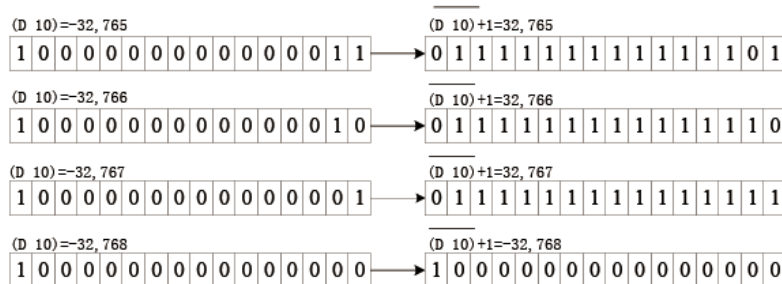 (D 10)=-32,765 (D 10)+1=32,765
1 0 0 0 0 0 0 0 0 0 0 0 0 0 1 1 0 1 1 1 1 1 1 1 1 1 1 1 1 1 0 1
(D 10)=-32,766 (D 10)+1=32,766
1 0 0 0 0 0 0 0 0 0 0 0 0 0 1 0 0 1 1 1 1 1 1 1 1 1 1 1 1 1 1 0
(D 10)=-32,767 (D 10)+1=32,767
1 0 0 0 0 0 0 0 0 0 0 0 0 0 0 1 0 1 1 1 1 1 1 1 1 1 1 1 1 1 1 1
(D 10)=-32,768 (D 10)+1=-32,768
1 0 0 0 0 0 0 0 0 0 0 0 0 0 0 0 1 0 0 0 0 0 0 0 0 0 0 0 0 0 0 0